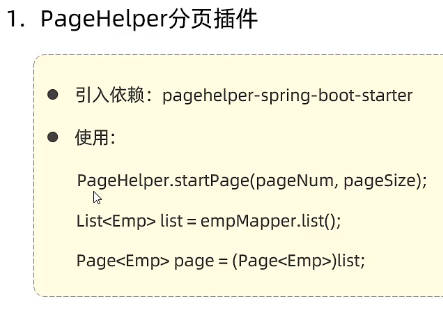 1. PageHelper分页插件
● 引入依赖：pagehelper-spring-boot-starter
● 使用：
PageHelper.startPage(pageNum, pageSize);
List<Emp> list = empMapper.list();
Page<Emp> page = (Page<Emp>)list;